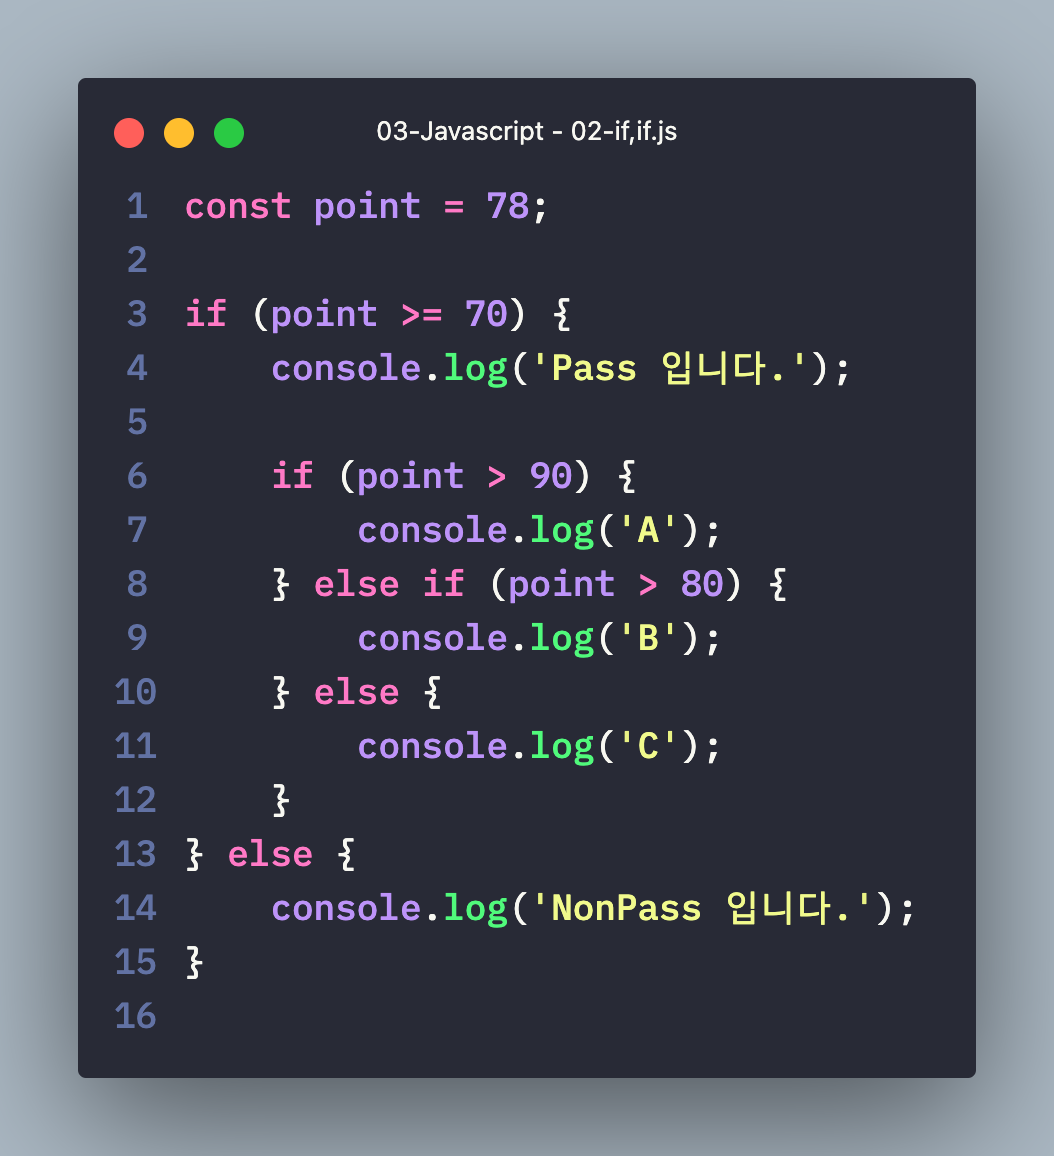 03-Javascript - 02-if,if.js
1 const point = 78;
2
3 if (point >= 70) {
4     console.log('Pass 입니다.');
5
6     if (point > 90) {
7         console.log('A');
8     } else if (point > 80) {
9         console.log('B');
10     } else {
11         console.log('C');
12     }
13 } else {
14     console.log('NonPass 입니다.');
15 }
16